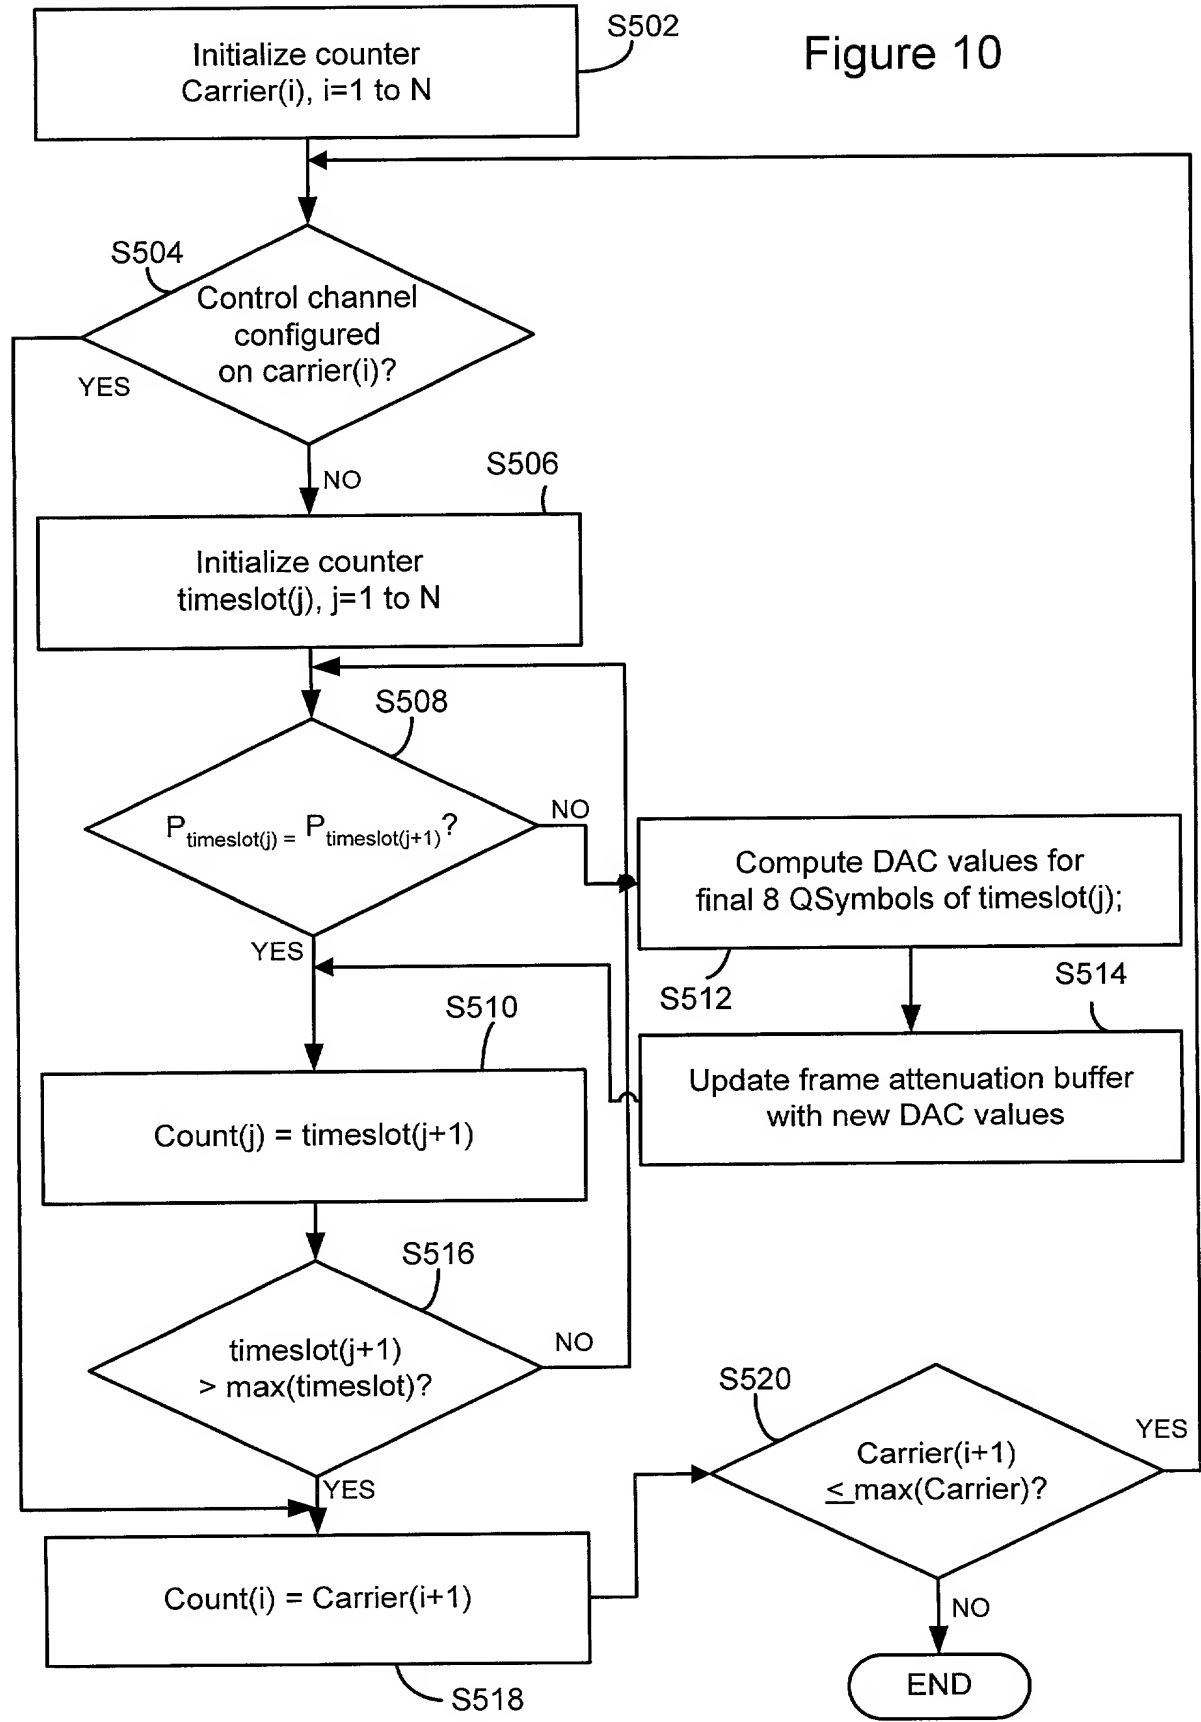 Figure 10
S502
Initialize counter
Carrier(i), i=1 to N
S504
Control channel
configured
on carrier(i)?
YES
NO
S506
Initialize counter
timeslot(j), j=1 to N
S508
Ptimeslot(j) = Ptimeslot(j+1)?
NO
YES
Compute DAC values for
final 8 QSymbols of timeslot(j);
S512
S514
Update frame attenuation buffer
with new DAC values
S510
Count(j) = timeslot(j+1)
S516
timeslot(j+1)
> max(timeslot)?
NO
YES
S520
Carrier(i+1)
≤ max(Carrier)?
YES
NO
Count(i) = Carrier(i+1)
S518
END